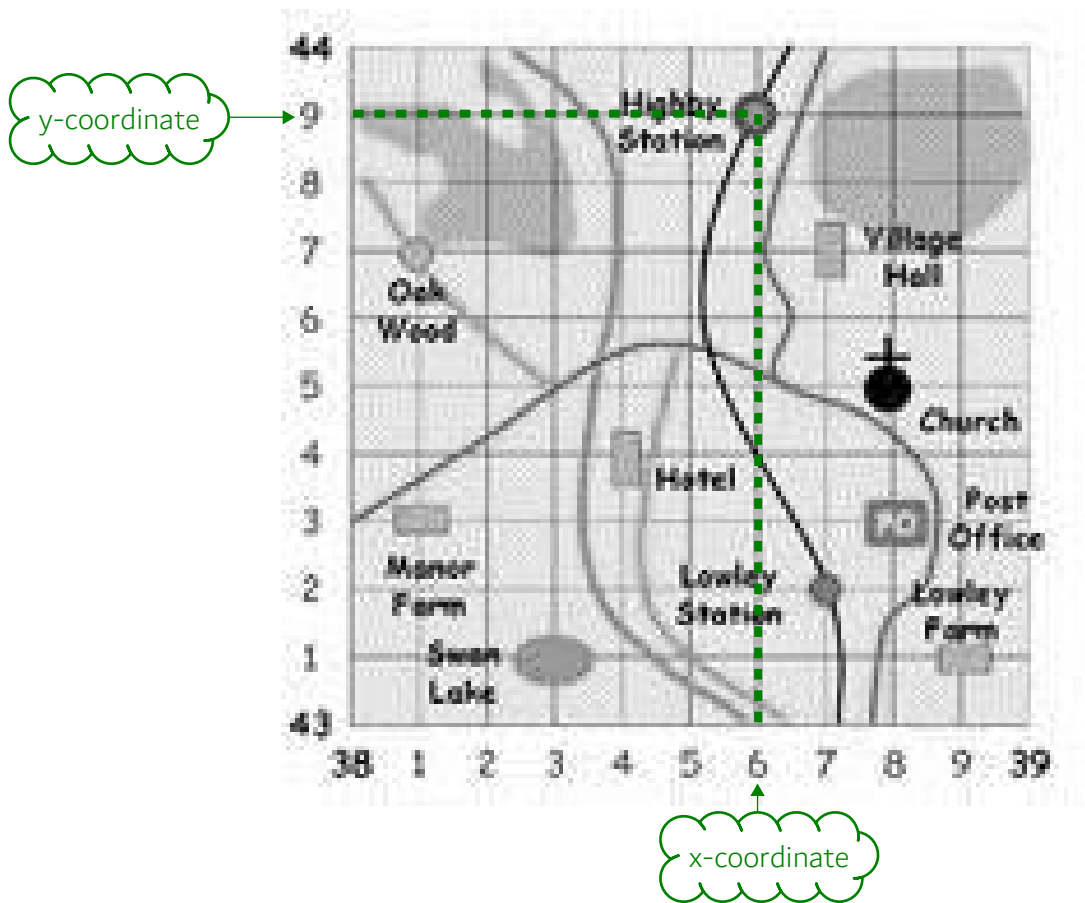 44
y-coordinate
9
Highby
Station
8
7
Village
Hall
Oak
Wood
6
5
Church
4
Hotel
3
PO
Post
Office
Manor
Farm
2
Lowley
Station
Lowley
Farm
1
Swan
Lake
43
38 1 2 3 4 5 6 7 8 9 39
x-coordinate